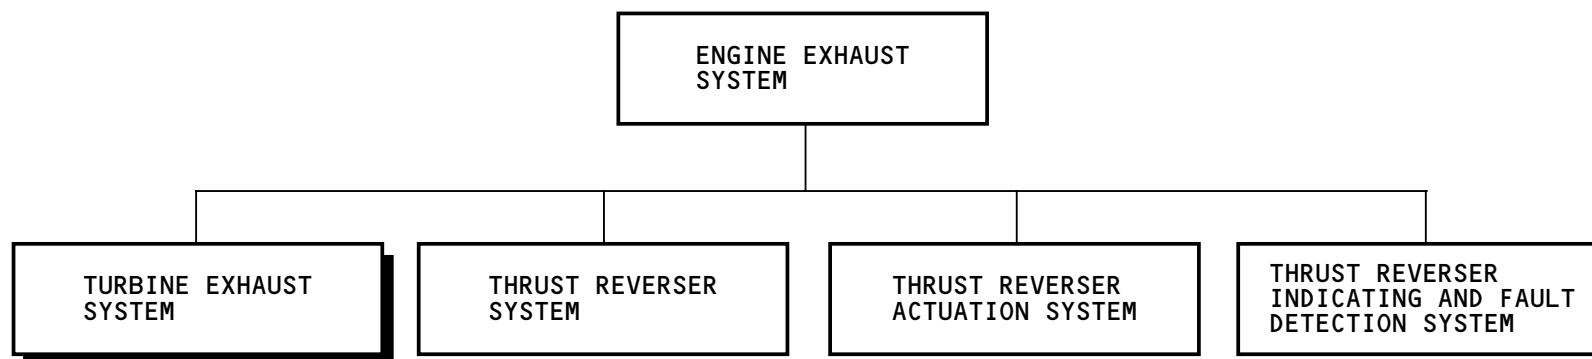 ENGINE EXHAUST
SYSTEM
TURBINE EXHAUST
SYSTEM
THRUST REVERSER
SYSTEM
THRUST REVERSER
ACTUATION SYSTEM
THRUST REVERSER
INDICATING AND FAULT
DETECTION SYSTEM